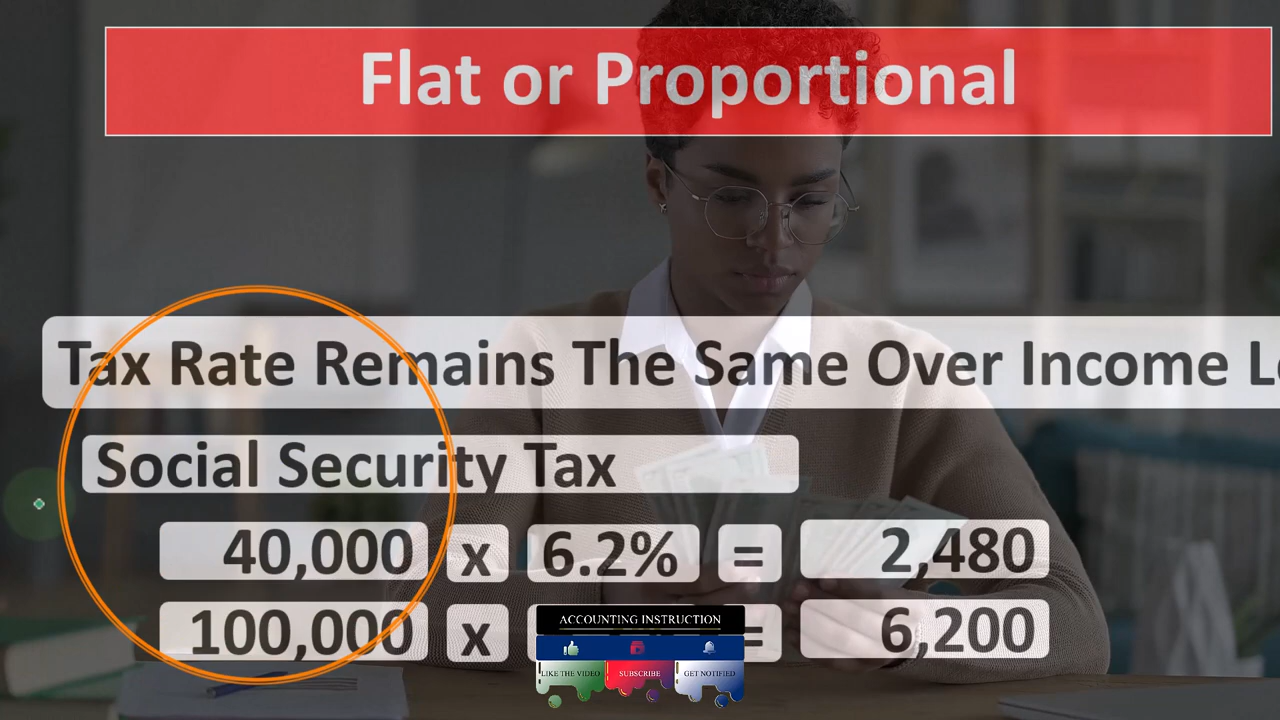 Flat or Proportional
Tax Rate Remains The Same Over Income
Social Security Tax
40,000 x 6.2% = 2,480
100,000 x = 6,200
ACCOUNTING INSTRUCTION
LIKE THE VIDEO SUBSCRIBE GET NOTIFIED